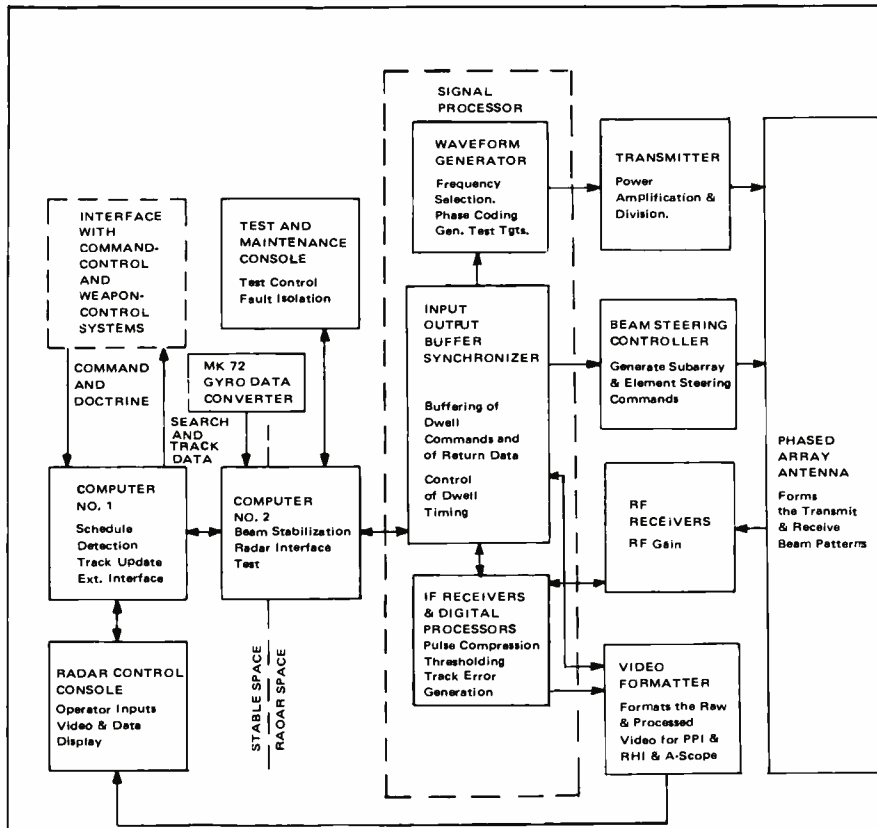 SIGNAL
PROCESSOR
WAVEFORM
GENERATOR
Frequency
Selection.
Phase Coding
Gen. Test Tgts.
TRANSMITTER
Power
Amplification &
Division.
INTERFACE
WITH
COMMAND-
CONTROL
AND
WEAPON-
CONTROL
SYSTEMS
TEST AND
MAINTENANCE
CONSOLE
Test Control
Fault Isolation
INPUT
OUTPUT
BUFFER
SYNCHRONIZER
Buffering of
Dwell
Commands and
of Return Data
Control
of Dwell
Timing
BEAM STEERING
CONTROLLER
Generate Subarray
& Element Steering
Commands
COMMAND
AND
DOCTRINE
MK 72
GYRO DATA
CONVERTER
SEARCH
AND
TRACK
DATA
PHASED
ARRAY
ANTENNA
Forms
the Transmit
& Receive
Beam Patterns
COMPUTER
NO. 1
Schedule
Detection
Track Update
Ext. Interface
COMPUTER
NO. 2
Beam Stabilization
Radar Interface
Test
RF
RECEIVERS
RF Gain
IF RECEIVERS
& DIGITAL
PROCESSORS
Pulse Compression
Thresholding
Track Error
Generation
RADAR CONTROL
CONSOLE
Operator Inputs
Video & Data
Display
STABLE SPACE
RAOAR SPACE
VIDEO
FORMATTER
Formats the Raw
& Processed
Video for PPI &
RHI & A-Scope